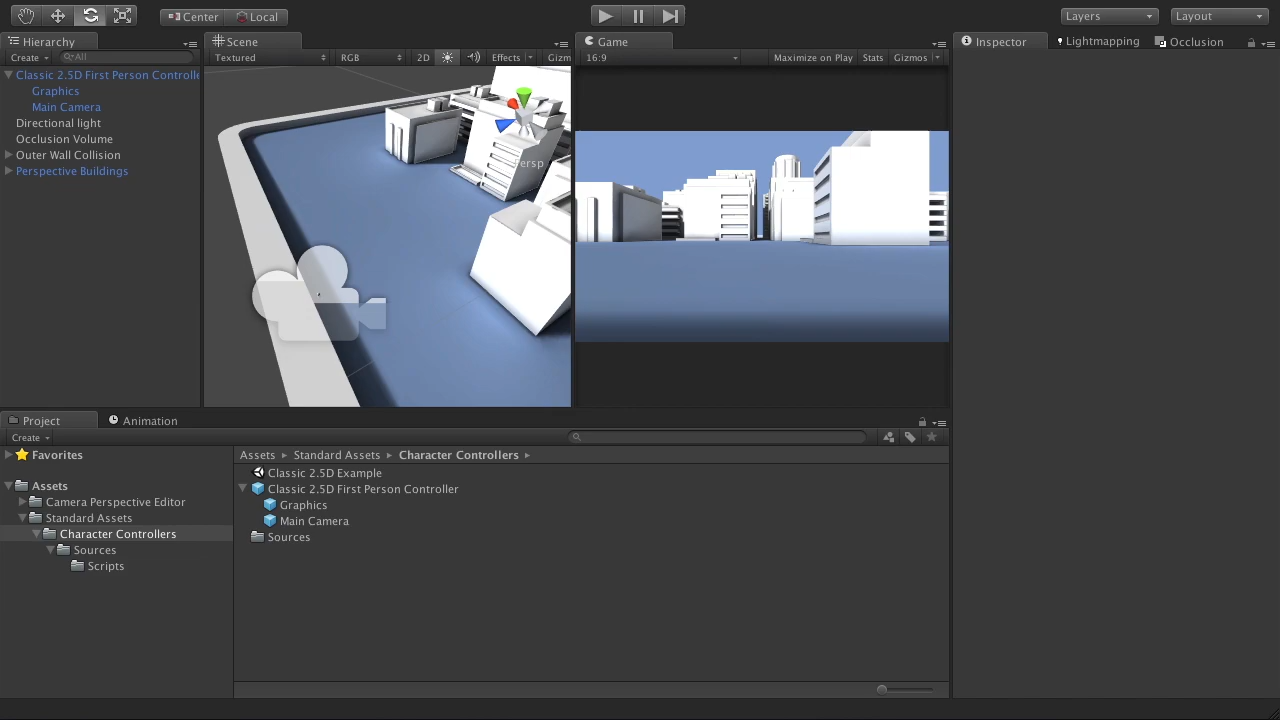 Center Local Layers Layout
Hierarchy Scene Game Inspector Lightmapping Occlusion
Create All Textured RGB 2D Effects Gizm 16:9 Maximize on Play Stats Gizmos
Classic 2.5D First Person Controlle
Graphics
Main Camera
Directional light
Occlusion Volume
Outer Wall Collision
Perspective Buildings
Persp
Project Animation
Create
Favorites
Assets
Camera Perspective Editor
Standard Assets
Character Controllers
Sources
Scripts
Assets Standard Assets Character Controllers
Classic 2.5D Example
Classic 2.5D First Person Controller
Graphics
Main Camera
Sources